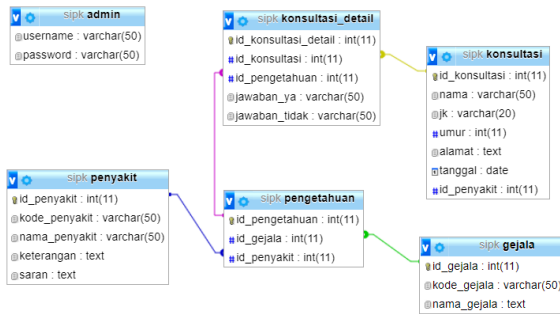 sipk admin
username : varchar(50)
password : varchar(50)
sipk konsultasi_detail
id_konsultasi_detail : int(11)
id_konsultasi : int(11)
id_pengetahuan : int(11)
jawaban_ya : varchar(50)
jawaban_tidak : varchar(50)
sipk konsultasi
id_konsultasi : int(11)
nama : varchar(50)
jk : varchar(20)
umur : int(11)
alamat : text
tanggal : date
id_penyakit : int(11)
sipk penyakit
id_penyakit : int(11)
kode_penyakit : varchar(50)
nama_penyakit : varchar(50)
keterangan : text
saran : text
sipk pengetahuan
id_pengetahuan : int(11)
id_gejala : int(11)
id_penyakit : int(11)
sipk gejala
id_gejala : int(11)
kode_gejala : varchar(50)
nama_gejala : text